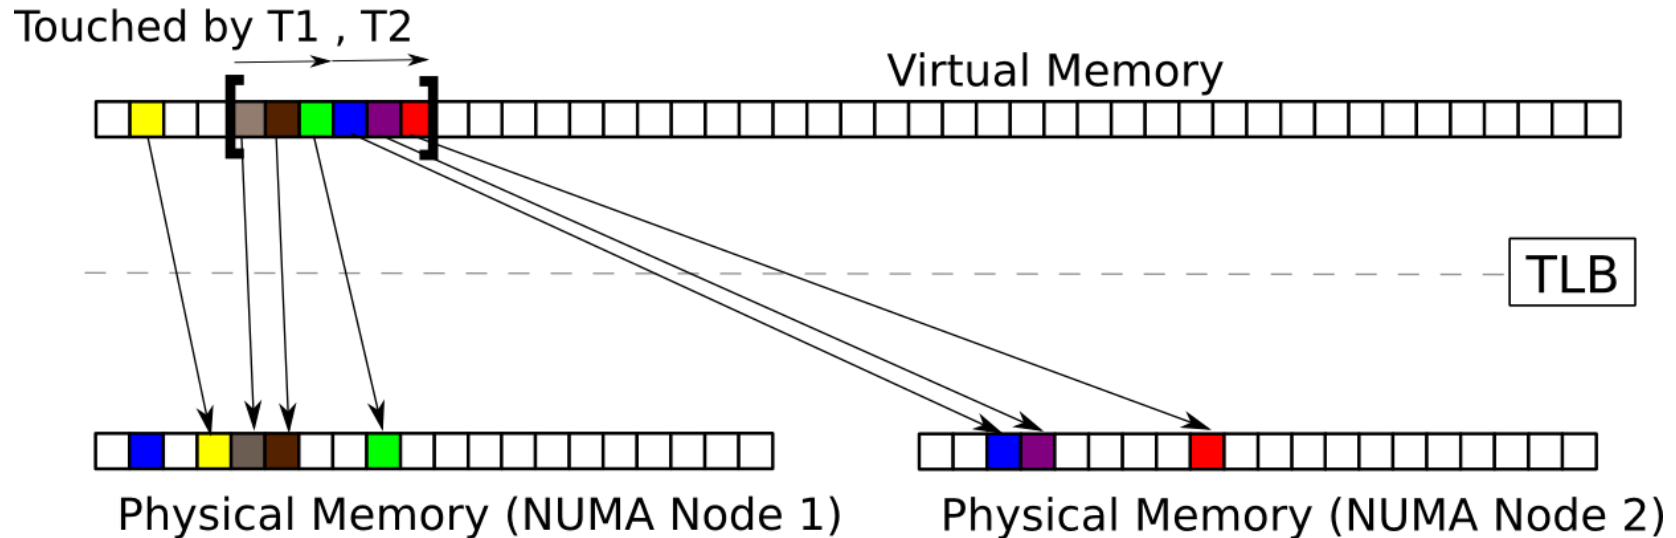 Touched by T1 , T2
Virtual Memory
TLB
Physical Memory (NUMA Node 1)
Physical Memory (NUMA Node 2)